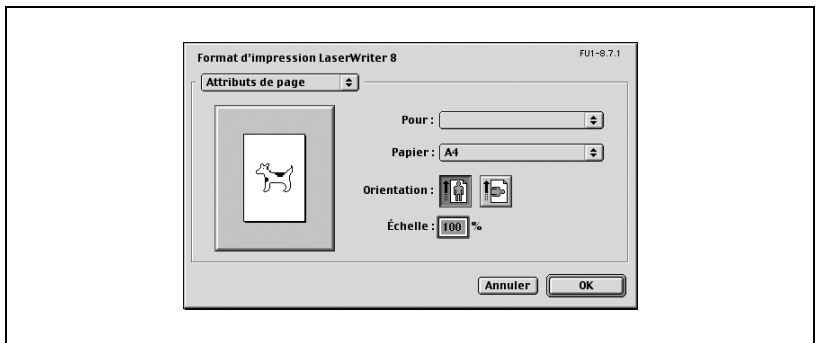 Format d'impression LaserWriter 8
FU1-8.7.1
Attributs de page
Pour :
Papier : A4
Orientation :
Échelle : 100 %
Annuler
OK